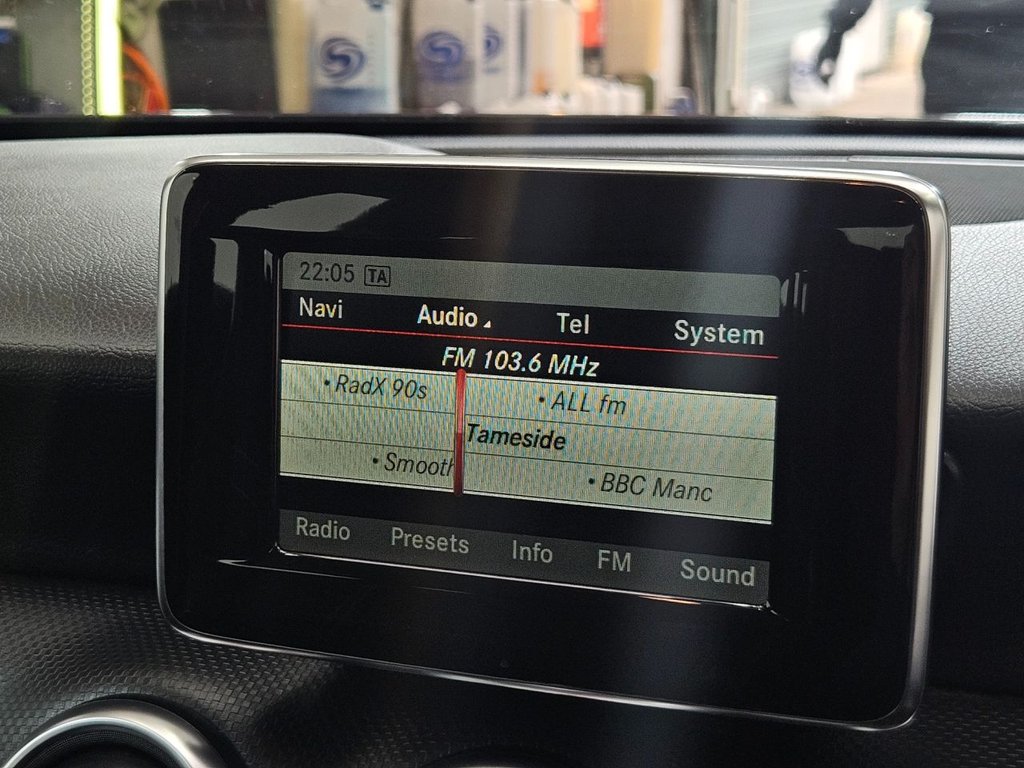 22:05 TA
Navi Audio Tel System
FM 103.6 MHz
• RadX 90s • ALL fm
Tameside
• Smooth • BBC Manc
Radio Presets Info FM Sound